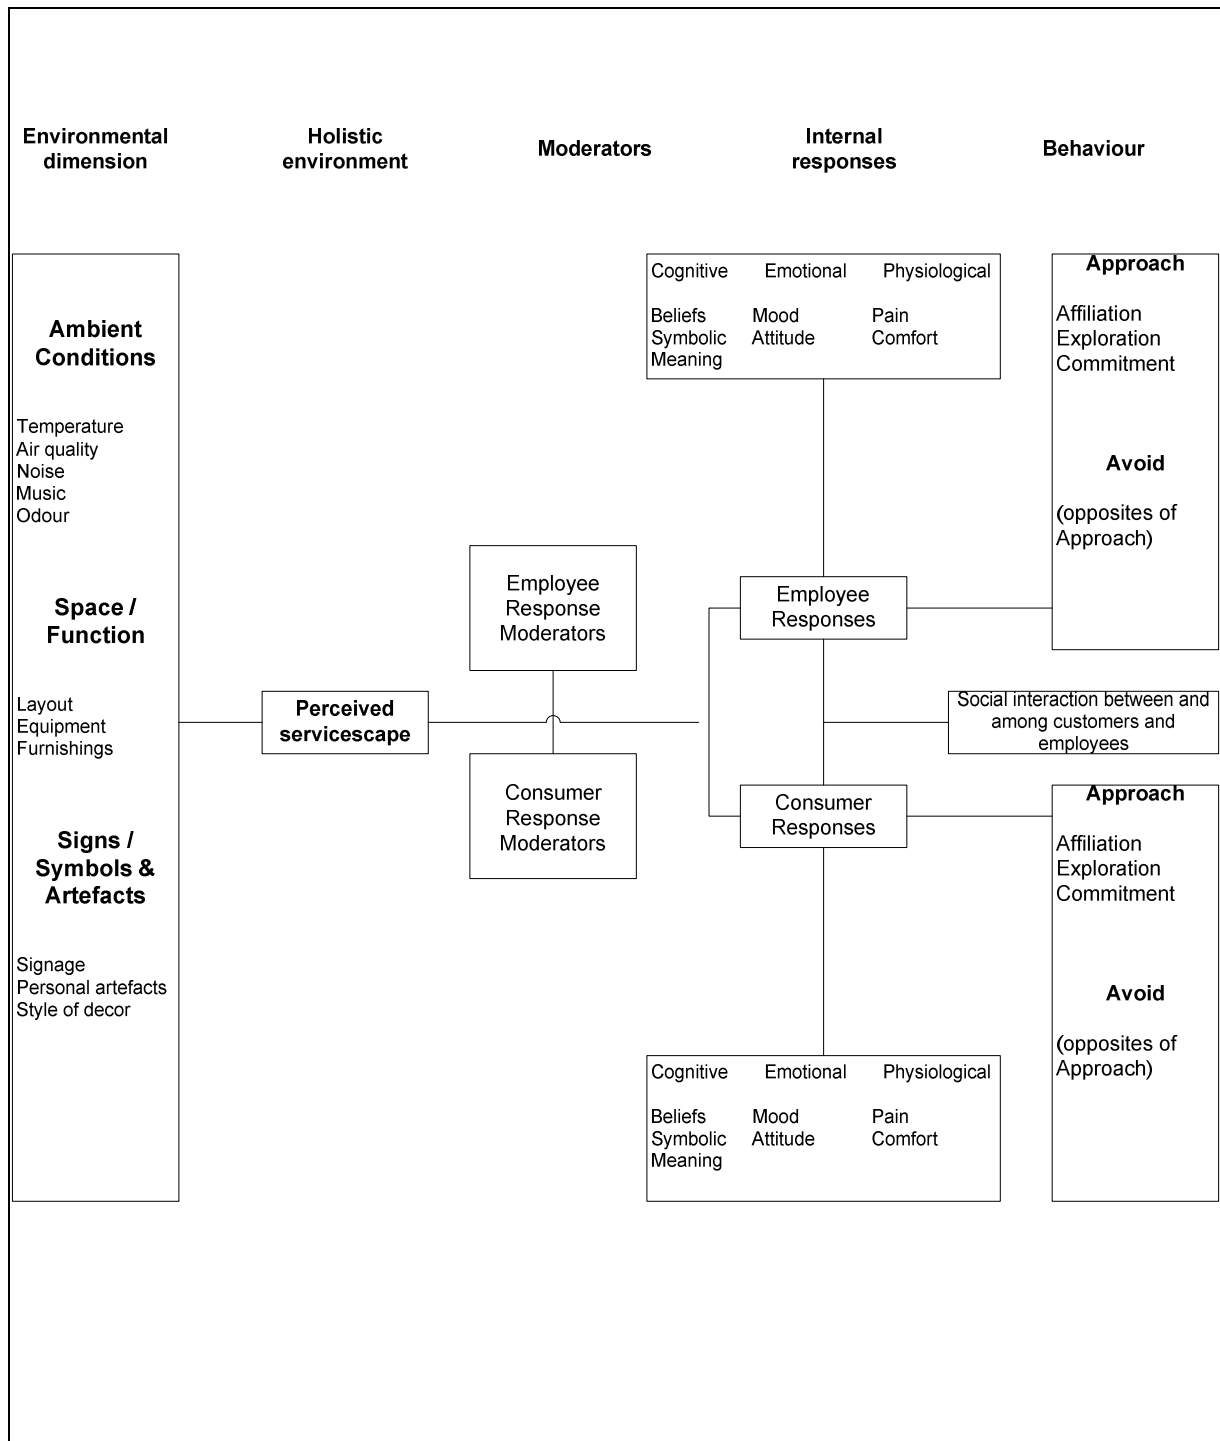 Environmental
dimension
Holistic
environment
Moderators
Internal
responses
Behaviour
Ambient
Conditions
Temperature
Air quality
Noise
Music
Odour
Space /
Function
Layout
Equipment
Furnishings
Signs /
Symbols &
Artefacts
Signage
Personal artefacts
Style of decor
Perceived
servicescape
Employee
Response
Moderators
Consumer
Response
Moderators
Cognitive Emotional Physiological
Beliefs Mood Pain
Symbolic Attitude Comfort
Meaning
Employee
Responses
Consumer
Responses
Cognitive Emotional Physiological
Beliefs Mood Pain
Symbolic Attitude Comfort
Meaning
Approach
Affiliation
Exploration
Commitment
Avoid
(opposites of
Approach)
Social interaction between and
among customers and
employees
Approach
Affiliation
Exploration
Commitment
Avoid
(opposites of
Approach)